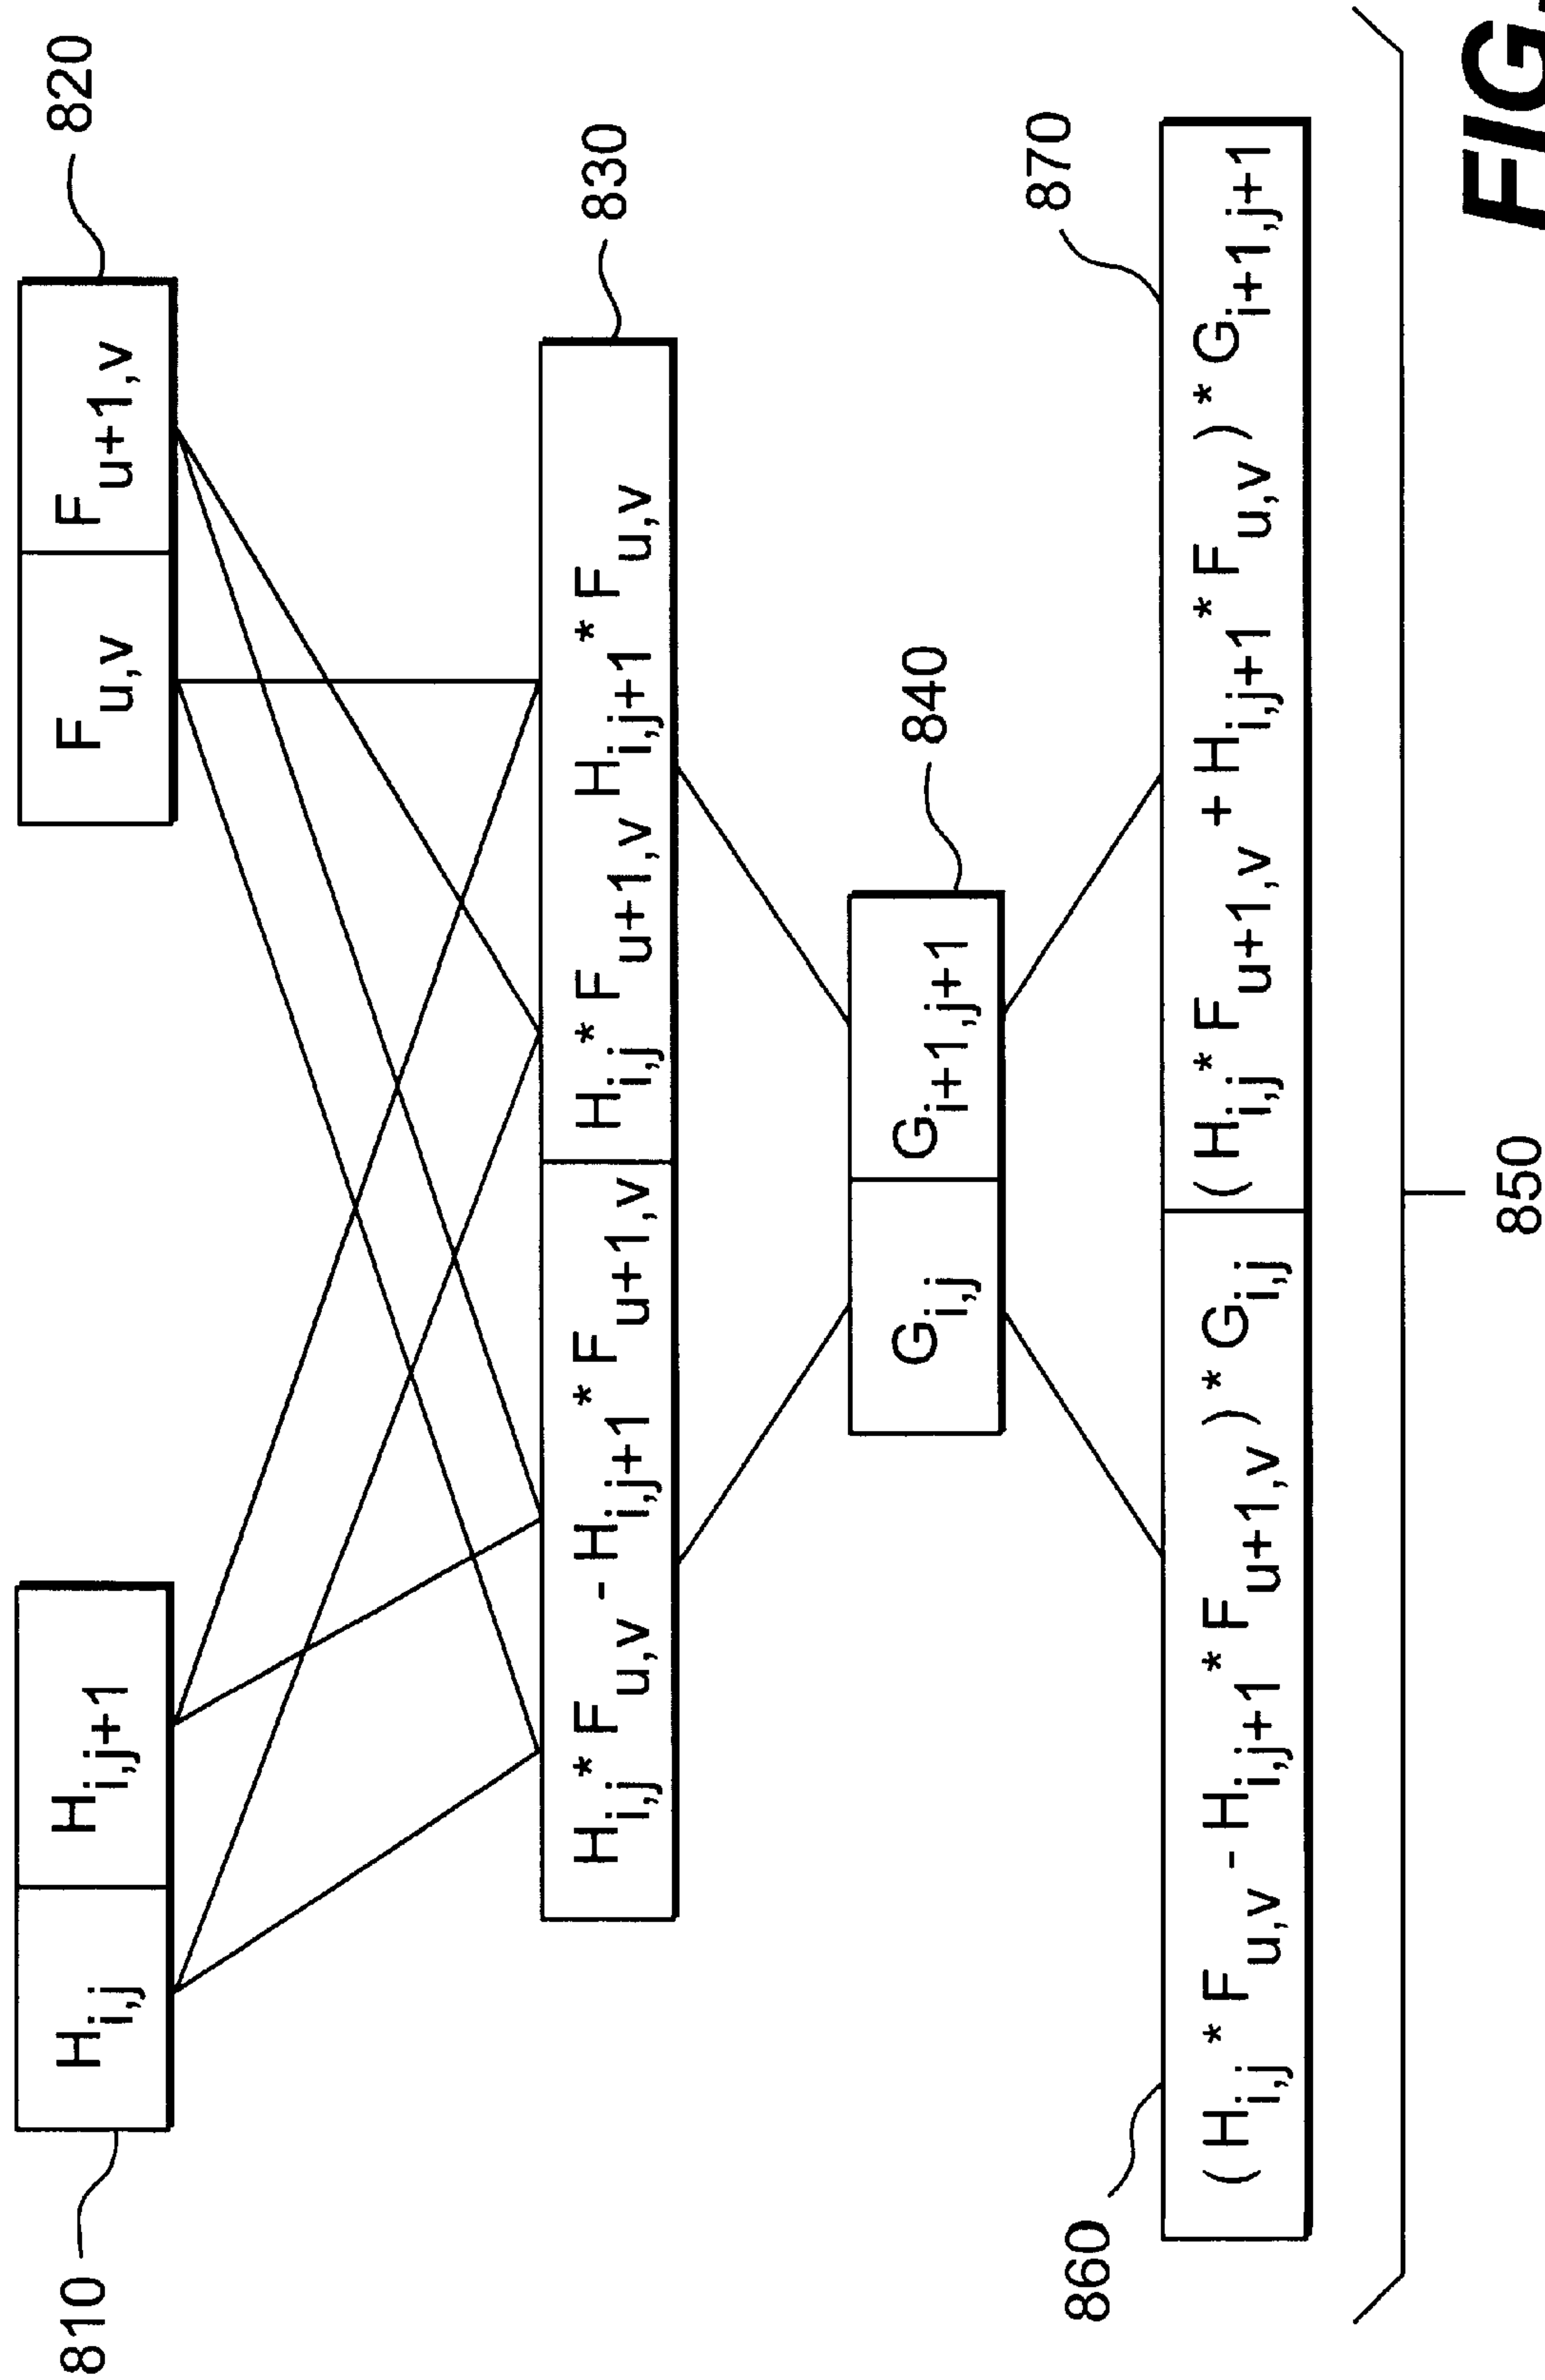 810
H i,j H i,j+1
F u,v F u+1,v
820
H i,j * F u,v - H i,j+1 * F u+1,v H i,j * F u+1,v H i,j+1 * F u,v
830
G i,j G i+1,j+1
840
860
( H i,j * F u,v - H i,j+1 * F u+1,v ) * G i,j ( H i,j * F u+1,v + H i,j+1 * F u,v ) * G i+1,j+1
870
850
FIG.